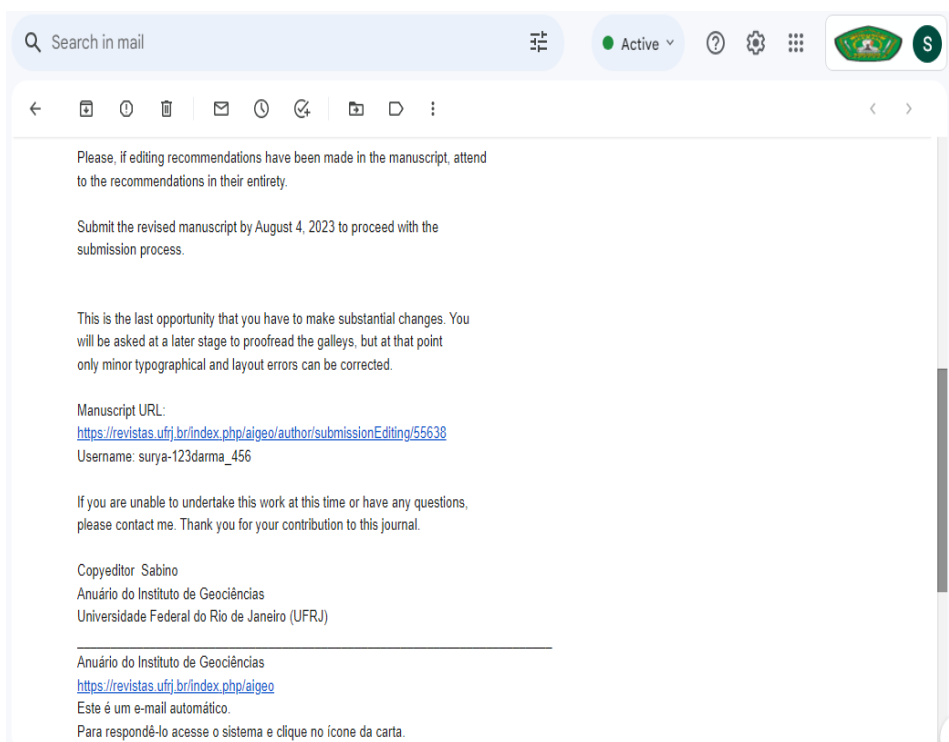 Search in mail
Active
S
Please, if editing recommendations have been made in the manuscript, attend
to the recommendations in their entirety.
Submit the revised manuscript by August 4, 2023 to proceed with the
submission process.
This is the last opportunity that you have to make substantial changes. You
will be asked at a later stage to proofread the galleys, but at that point
only minor typographical and layout errors can be corrected.
Manuscript URL:
https://revistas.ufrj.br/index.php/aigeo/author/submissionEditing/55638
Username: surya-123darma_456
If you are unable to undertake this work at this time or have any questions,
please contact me. Thank you for your contribution to this journal.
Copyeditor  Sabino
Anuário do Instituto de Geociências
Universidade Federal do Rio de Janeiro (UFRJ)
Anuário do Instituto de Geociências
https://revistas.ufrj.br/index.php/aigeo
Este é um e-mail automático.
Para respondê-lo acesse o sistema e clique no ícone da carta.